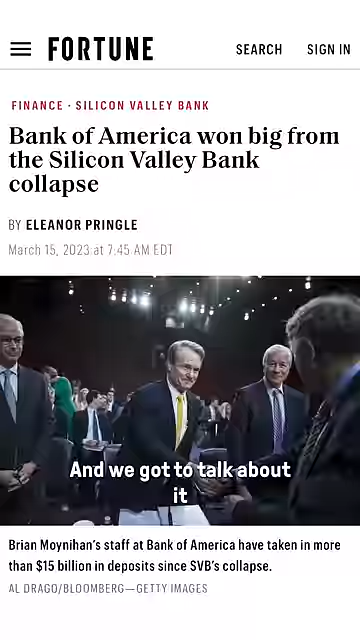 FORTUNE
SEARCH
SIGN IN
FINANCE · SILICON VALLEY BANK
Bank of America won big from
the Silicon Valley Bank
collapse
BY ELEANOR PRINGLE
March 15, 2023 at 7:45 AM EDT
And we got to talk about
it
Brian Moynihan's staff at Bank of America have taken in more
than $15 billion in deposits since SVB's collapse.
AL DRAGO/BLOOMBERG—GETTY IMAGES